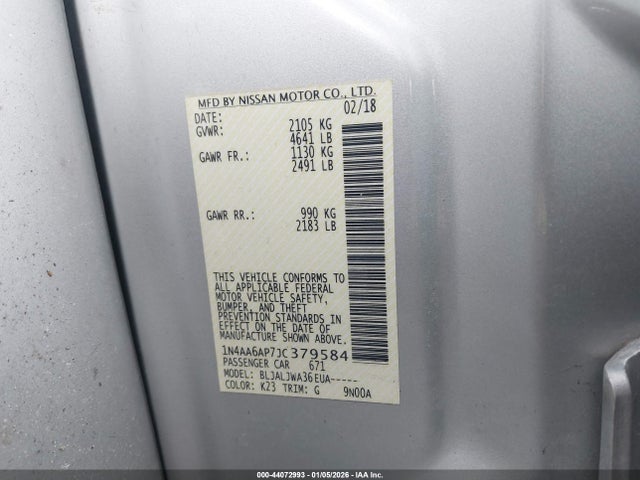 MFD BY NISSAN MOTOR CO., LTD.
DATE: 02/18
GVWR: 2105 KG
4641 LB
GAWR FR.: 1130 KG
2491 LB
GAWR RR.: 990 KG
2183 LB
THIS VEHICLE CONFORMS TO
ALL APPLICABLE FEDERAL
MOTOR VEHICLE SAFETY,
BUMPER, AND THEFT
PREVENTION STANDARDS IN
EFFECT ON THE DATE OF
MANUFACTURE SHOWN ABOVE.
1N4AA6AP7JC379584
PASSENGER CAR 671
MODEL: BLJALJWA36EUA-----
COLOR: K23 TRIM: G 9N00A
000-44072993 | 01/05/2026 | IAA Inc.